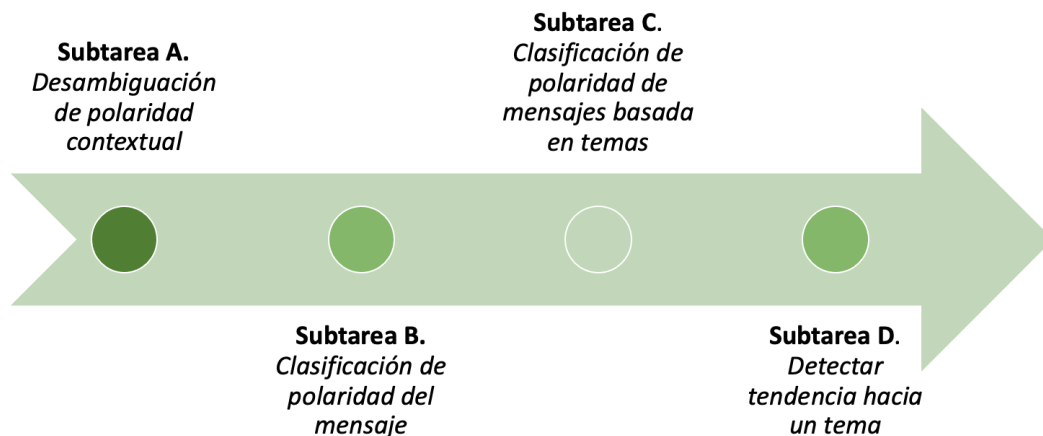 Subtarea A.
Desambiguación
de polaridad
contextual
Subtarea B.
Clasificación de
polaridad del
mensaje
Subtarea C.
Clasificación de
polaridad de
mensajes basada
en temas
Subtarea D.
Detectar
tendencia hacia
un tema